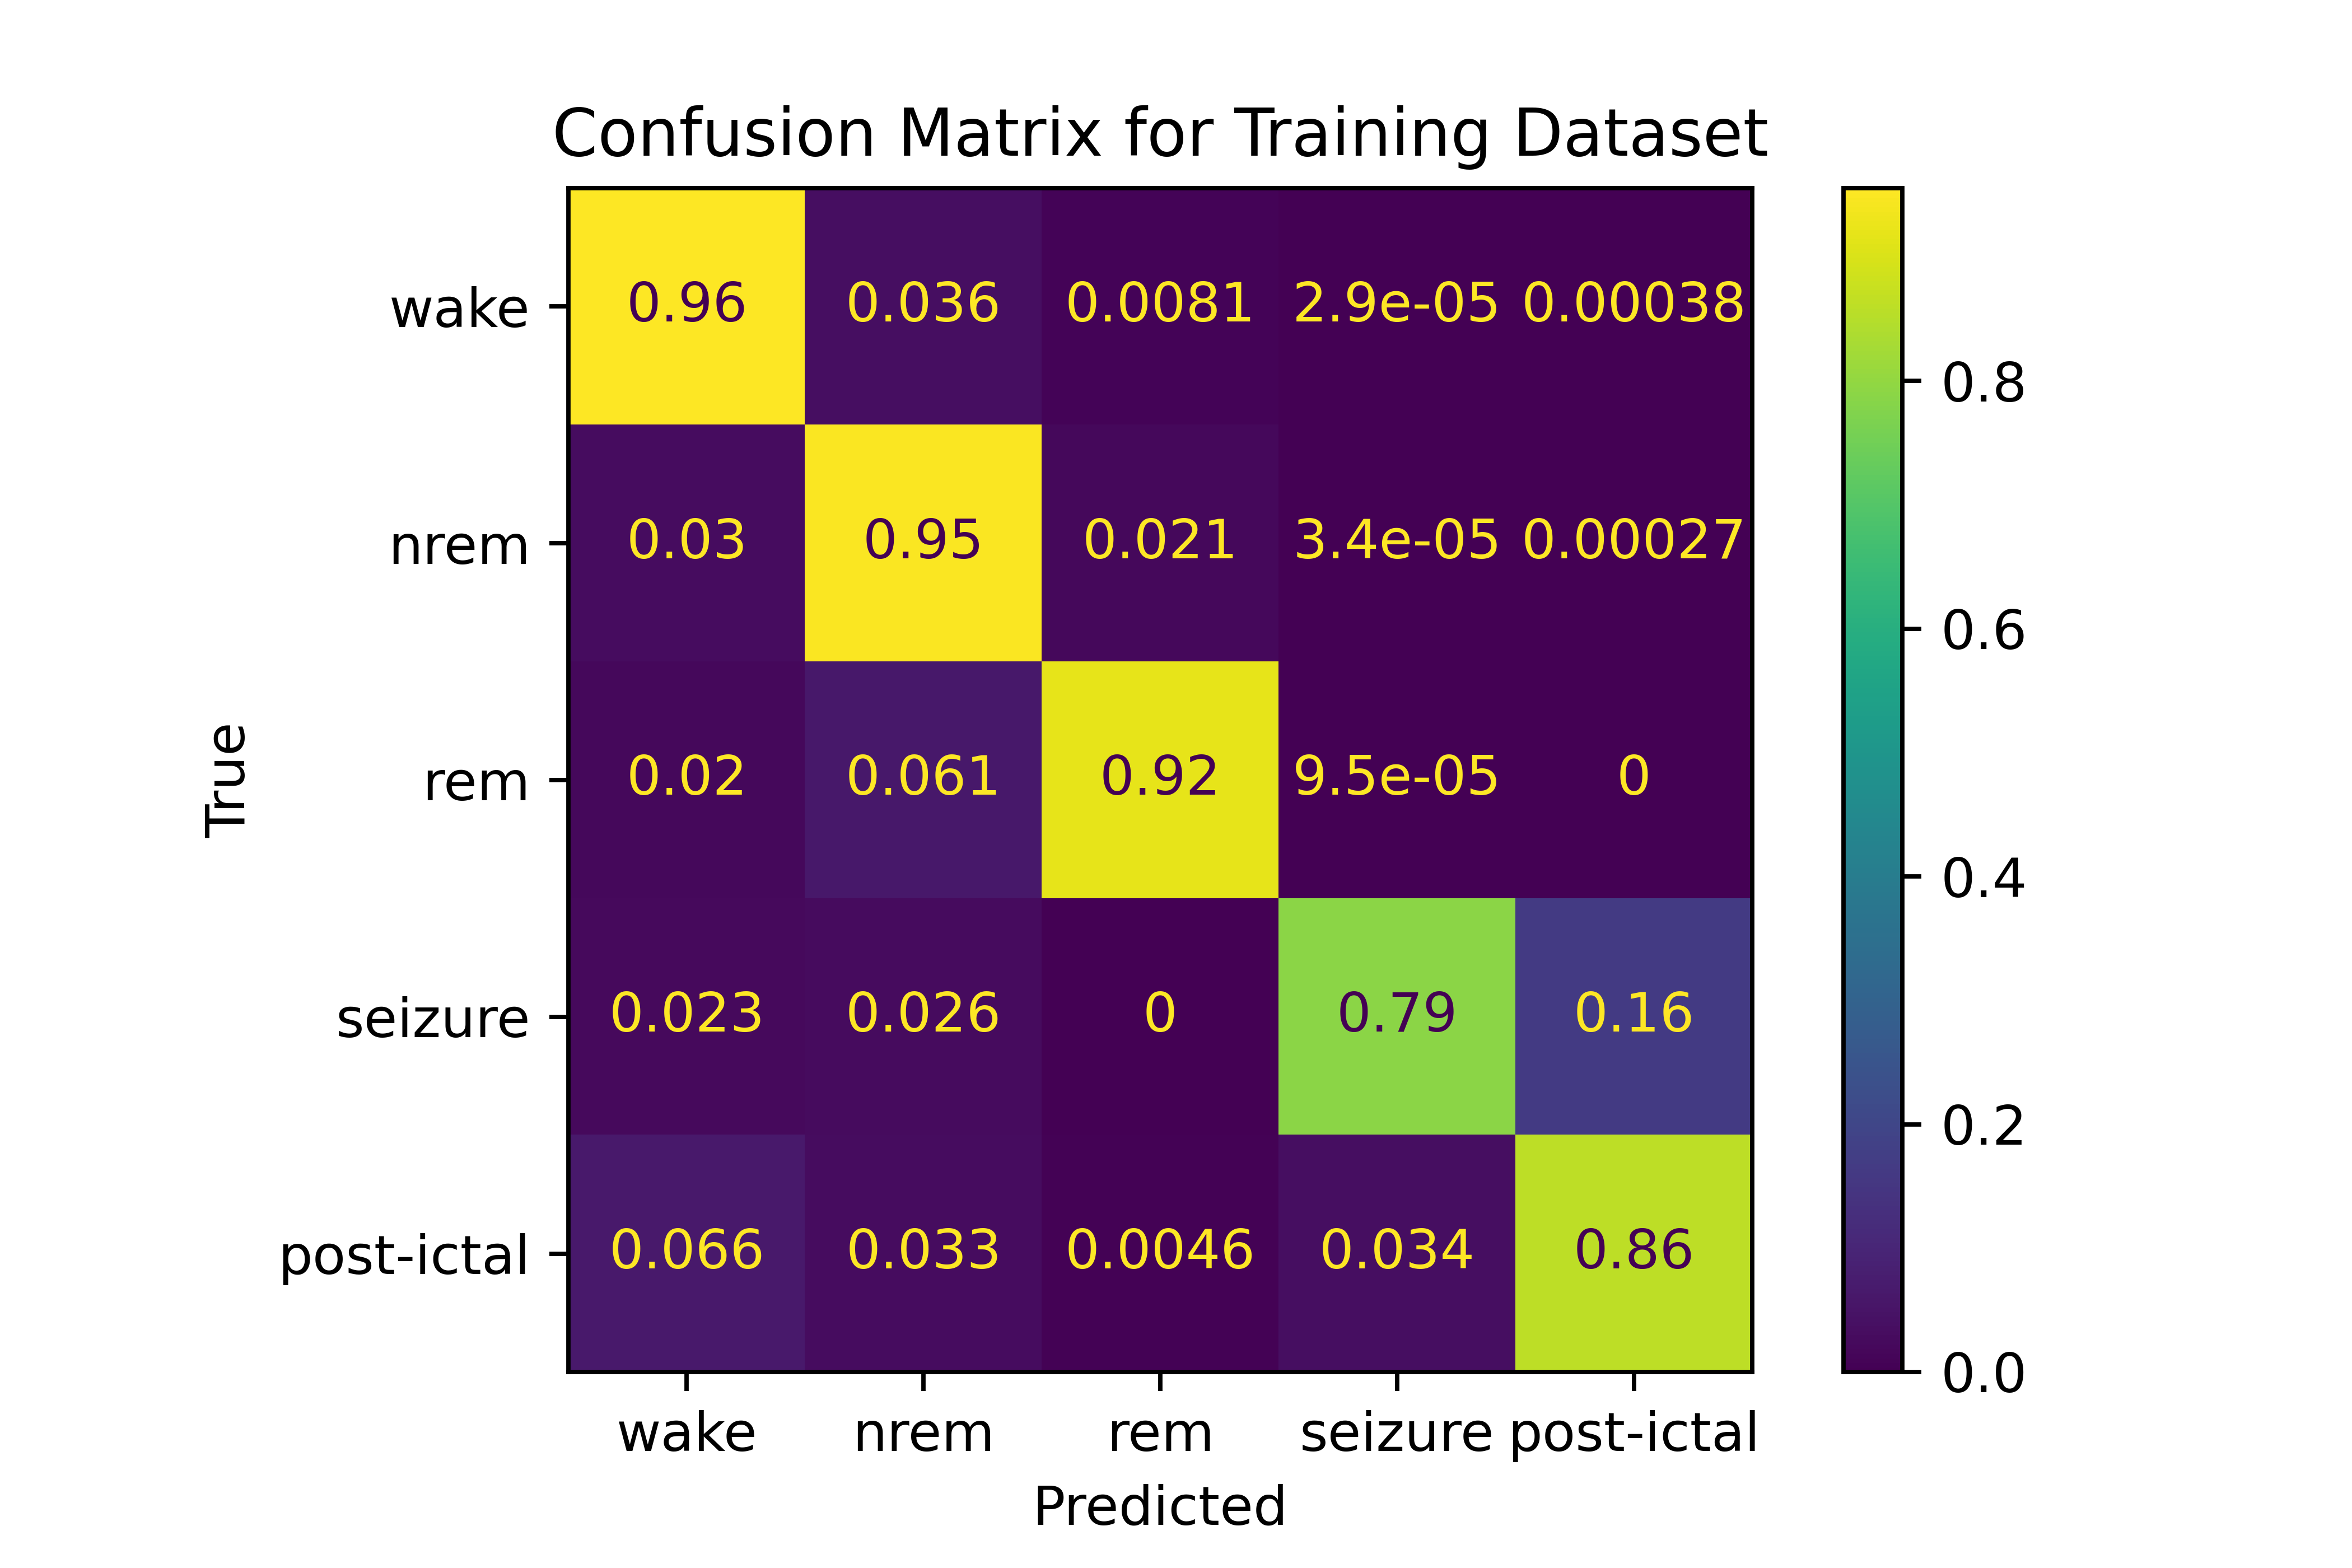 Confusion Matrix for Training Dataset
wake 0.96 0.036 0.0081 2.9e-05 0.00038
nrem 0.03 0.95 0.021 3.4e-05 0.00027
rem 0.02 0.061 0.92 9.5e-05 0
seizure 0.023 0.026 0 0.79 0.16
post-ictal 0.066 0.033 0.0046 0.034 0.86
True
wake nrem rem seizure post-ictal
Predicted
0.8
0.6
0.4
0.2
0.0